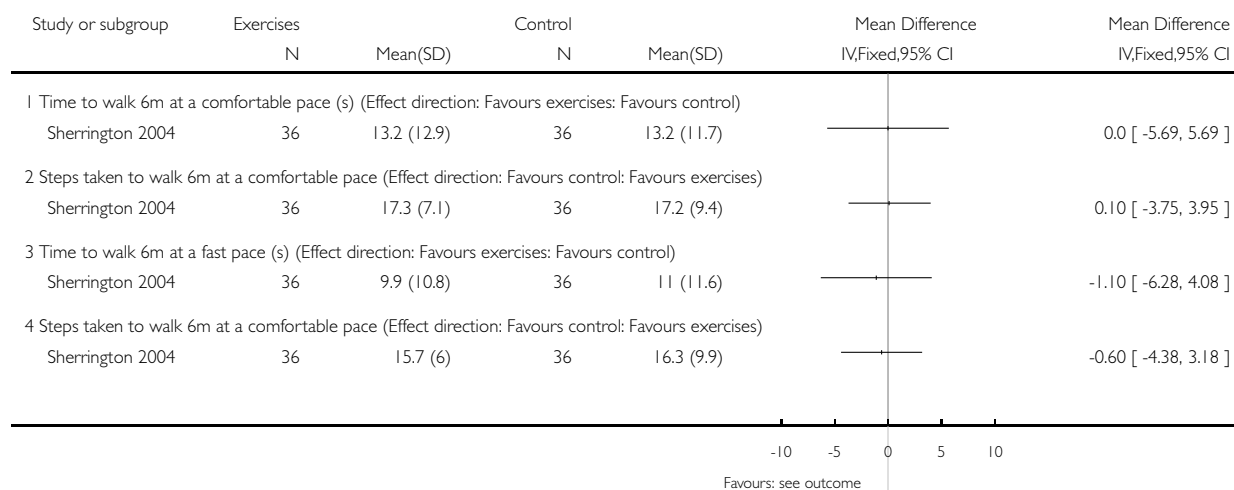 Study or subgroup Exercises Control Mean Difference Mean Difference
N Mean(SD) N Mean(SD) IV,Fixed,95% CI IV,Fixed,95% CI
1 Time to walk 6m at a comfortable pace (s) (Effect direction: Favours exercises: Favours control)
Sherrington 2004 36 13.2 (12.9) 36 13.2 (11.7) 0.0 [ -5.69, 5.69 ]
2 Steps taken to walk 6m at a comfortable pace (Effect direction: Favours control: Favours exercises)
Sherrington 2004 36 17.3 (7.1) 36 17.2 (9.4) 0.10 [ -3.75, 3.95 ]
3 Time to walk 6m at a fast pace (s) (Effect direction: Favours exercises: Favours control)
Sherrington 2004 36 9.9 (10.8) 36 11 (11.6) -1.10 [ -6.28, 4.08 ]
4 Steps taken to walk 6m at a comfortable pace (Effect direction: Favours control: Favours exercises)
Sherrington 2004 36 15.7 (6) 36 16.3 (9.9) -0.60 [ -4.38, 3.18 ]
-10 -5 0 5 10
Favours: see outcome